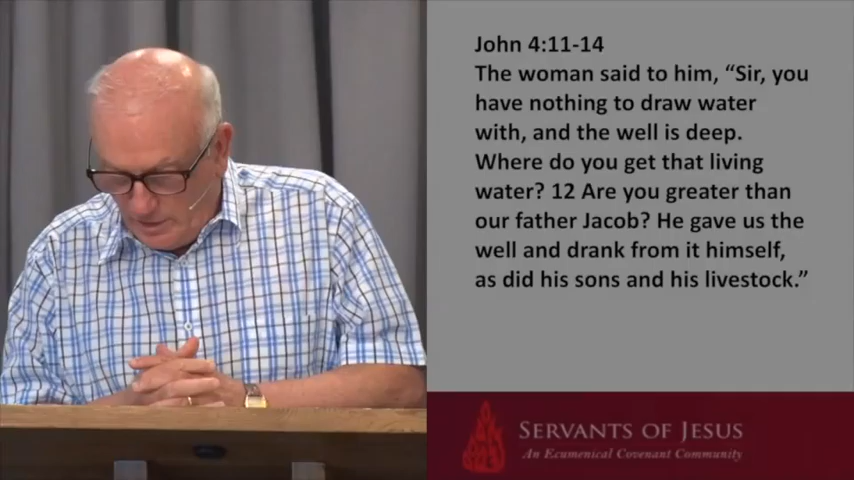 John 4:11-14
The woman said to him, “Sir, you
have nothing to draw water
with, and the well is deep.
Where do you get that living
water? 12 Are you greater than
our father Jacob? He gave us the
well and drank from it himself,
as did his sons and his livestock.”
SERVANTS OF JESUS
An Ecumenical Covenant Community